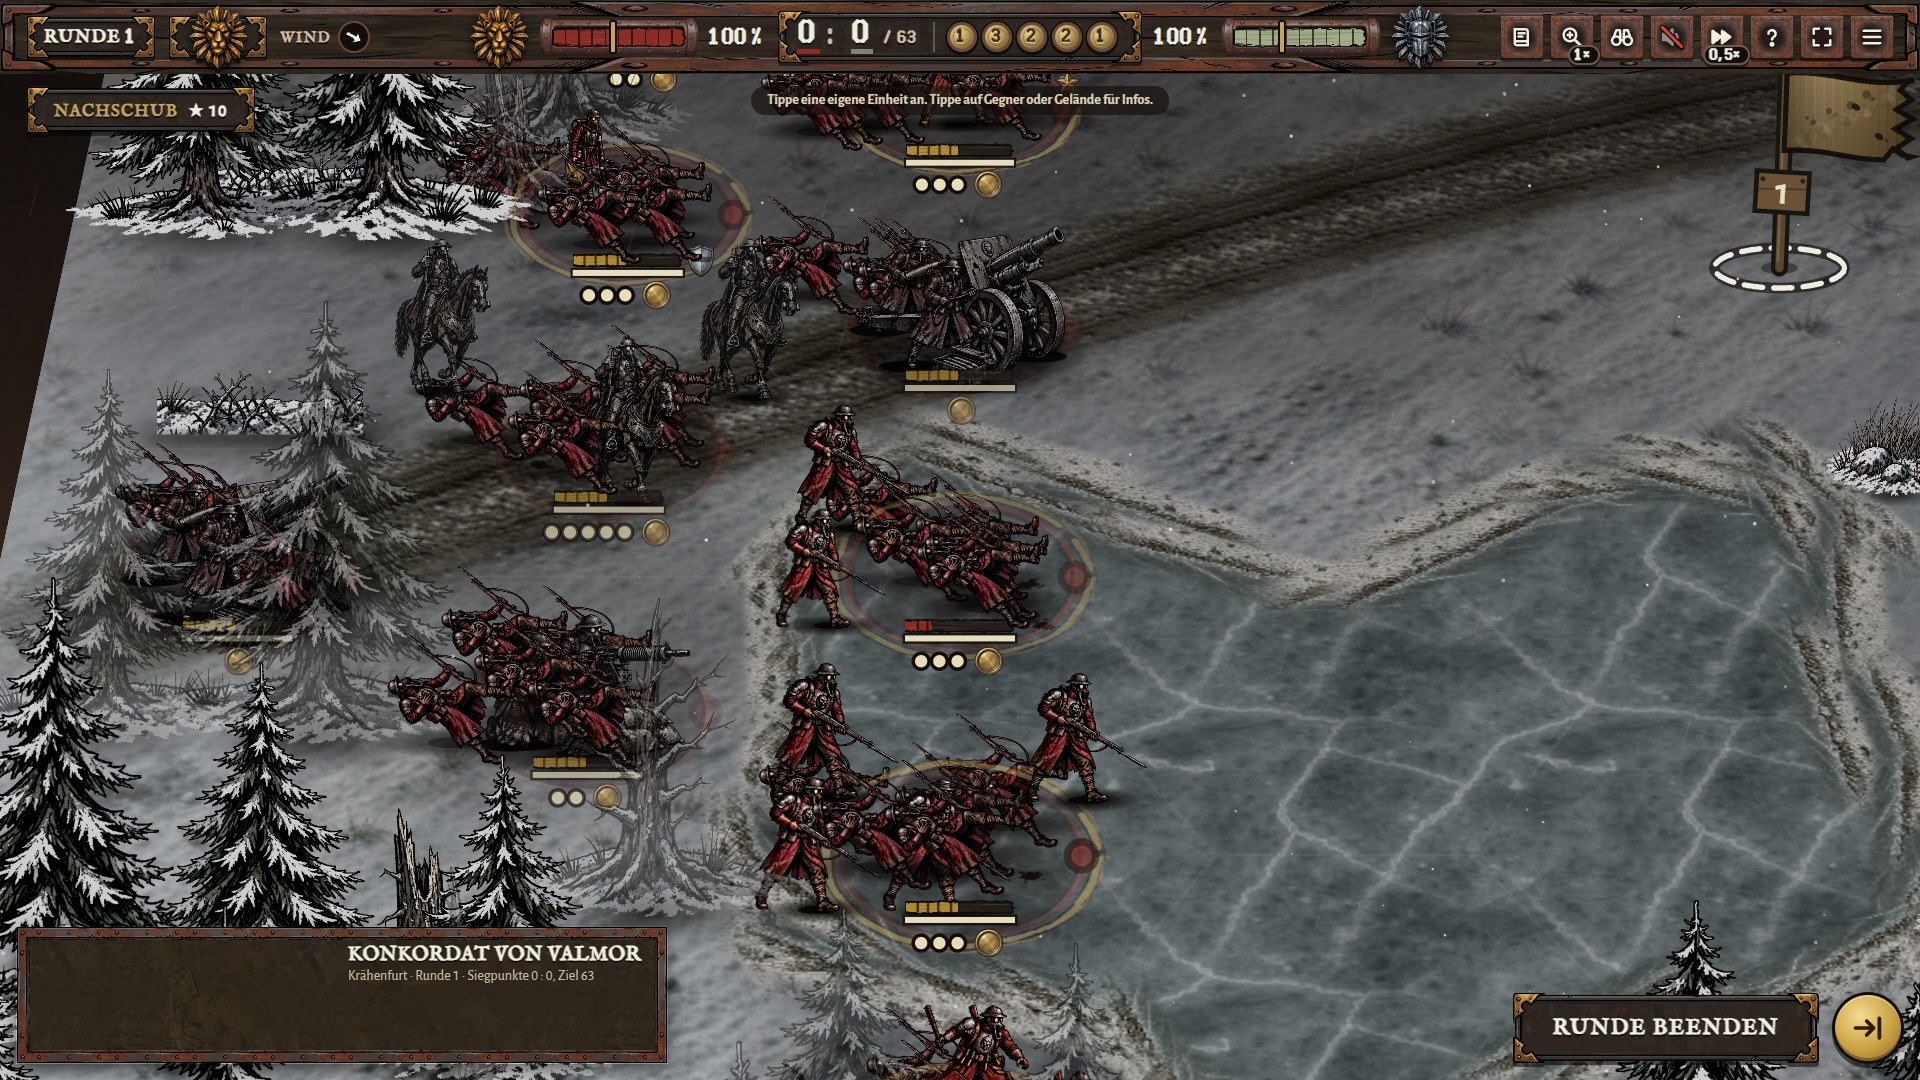 RUNDE 1
WIND
100%
0 : 0 / 63
1 3 2 2 1
100%
1×
0,5×
?
NACHSCHUB ★ 10
Tippe eine eigene Einheit an. Tippe auf Gegner oder Gelände für Infos.
1
KONKORDAT VON VALMOR
Krähenfurt · Runde 1 · Siegpunkte 0 : 0, Ziel 63
RUNDE BEENDEN